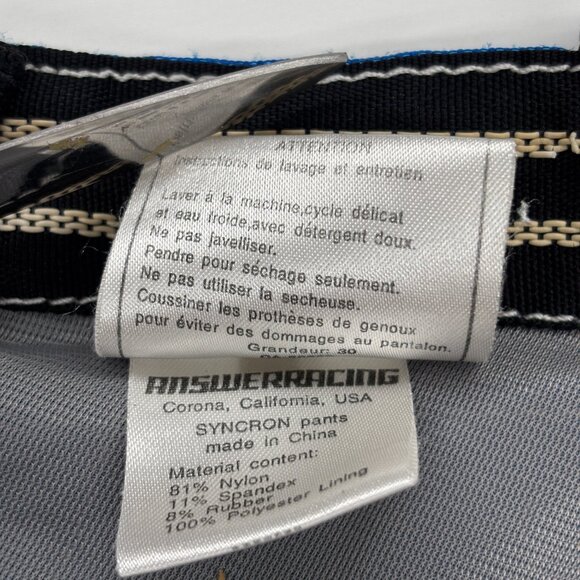 ATTENTION
Instructions de lavage et entretien
Laver à la machine,cycle délicat
et eau froide,avec détergent doux.
Ne pas javelliser.
Pendre pour séchage seulement.
Ne pas utiliser la secheuse.
Coussiner les prothèses de genoux
pour éviter des dommages au pantalon.
Grandeur: 30
ANSWERRACING
Corona, California, USA
SYNCRON pants
made in China
Material content:
81% Nylon
11% Spandex
8% Rubber
100% Polyester Lining